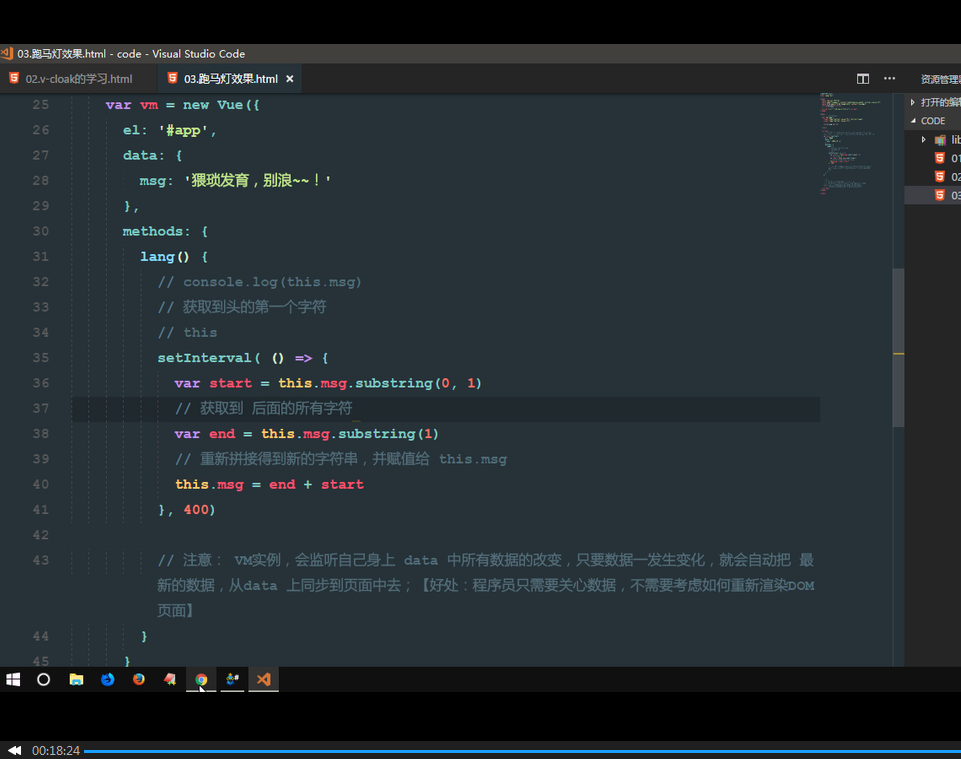 03.跑马灯效果.html - code - Visual Studio Code
02.v-cloak的学习.html
03.跑马灯效果.html ×
资源管理器
25 var vm = new Vue({
26 el: '#app',
27 data: {
28 msg: '猥琐发育，别浪~~！'
29 },
30 methods: {
31 lang() {
32 // console.log(this.msg)
33 // 获取到头的第一个字符
34 // this
35 setInterval( () => {
36 var start = this.msg.substring(0, 1)
37 // 获取到 后面的所有字符
38 var end = this.msg.substring(1)
39 // 重新拼接得到新的字符串，并赋值给 this.msg
40 this.msg = end + start
41 }, 400)
42
43 // 注意： VM实例，会监听自己身上 data 中所有数据的改变，只要数据一发生变化，就会自动把 最
新的数据，从data 上同步到页面中去；【好处：程序员只需要关心数据，不需要考虑如何重新渲染DOM
页面】
44 }
45 }
打开的编辑
CODE
lib
01
02
03
00:18:24